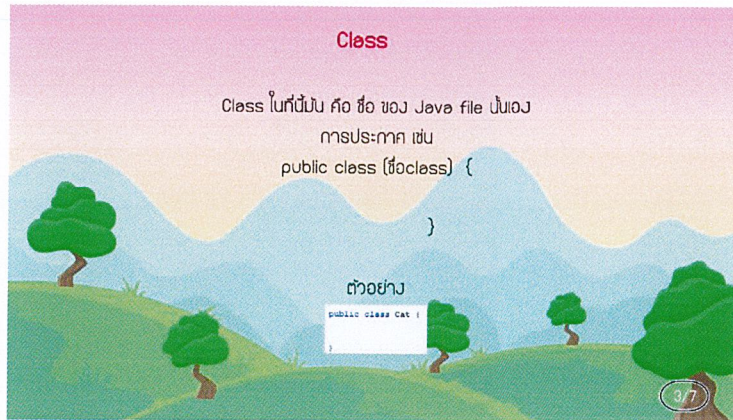 Class
Class ในที่นี้มัน คือ ชื่อ ของ Java file นั้นเอง
การประกาศ เช่น
public class (ชื่อclass) {
}
ตัวอย่าง
public class Cat {
}
3/7